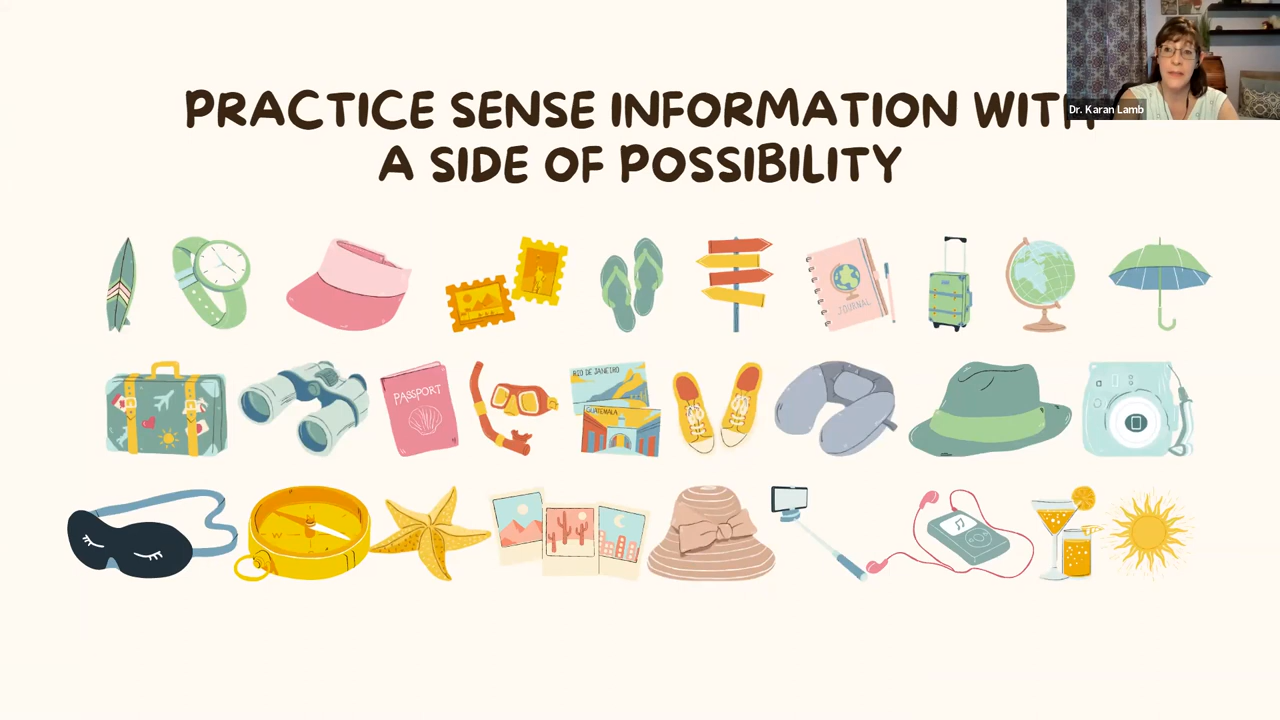 PRACTICE SENSE INFORMATION WITH
A SIDE OF POSSIBILITY
Dr. Karan Lamb
JOURNAL
PASSPORT
RIO DE JANEIRO
GUATEMALA
W